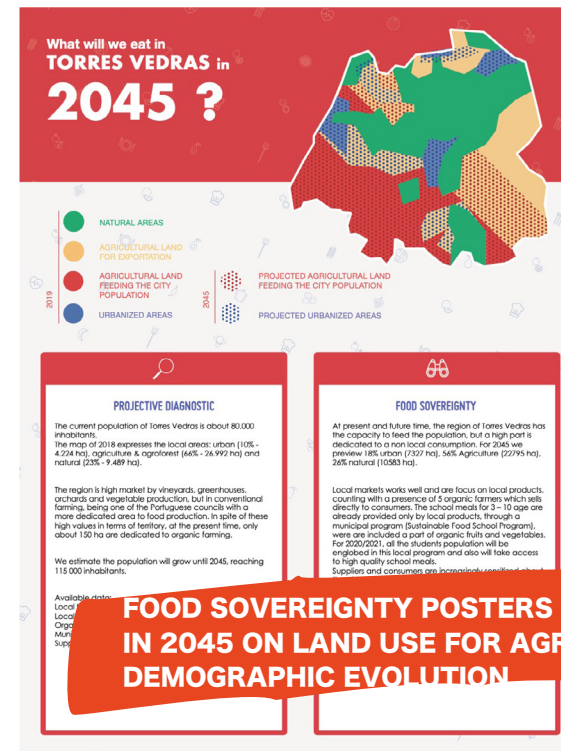 What will we eat in
TORRES VEDRAS in
2045 ?
2019
NATURAL AREAS
AGRICULTURAL LAND
FOR EXPORTATION
AGRICULTURAL LAND
FEEDING THE CITY
POPULATION
URBANIZED AREAS
2045
PROJECTED AGRICULTURAL LAND
FEEDING THE CITY POPULATION
PROJECTED URBANIZED AREAS
PROJECTIVE DIAGNOSTIC
The current population of Torres Vedras is about 80.000
inhabitants.
The map of 2018 expresses the local areas: urban (10% -
4.224 ha), agriculture & agroforest (66% - 26.992 ha) and
natural (23% - 9.489 ha).
The region is high market by vineyards, greenhouses,
orchards and vegetable production, but in conventional
farming, being one of the Portuguese councils with a
more dedicated area to food production. In spite of these
high values in terms of territory, at the present time, only
about 150 ha are dedicated to organic farming.
We estimate the population will grow until 2045, reaching
115 000 inhabitants.
Available data:
Local
Local
FOOD SOVEREIGNTY
At present and future time, the region of Torres Vedras has
the capacity to feed the population, but a high part is
dedicated to a non local consumption. For 2045 we
preview 18% urban (7327 ha), 56% Agriculture (22795 ha),
26% natural (10583 ha).
Local markets works well and are focus on local products,
counting with a presence of 5 organic farmers which sells
directly to consumers. The school meals for 3 – 10 age are
already provided only by local products, through a
municipal program (Sustainable Food School Program),
were are included a part of organic fruits and vegetables.
For 2020/2021, all the students population will be
englobed in this local program and also will take access
to high quality school meals.
Suppliers and consumers are increasingly sensitized about
FOOD SOVEREIGNTY POSTERS
IN 2045 ON LAND USE FOR AGR
DEMOGRAPHIC EVOLUTION